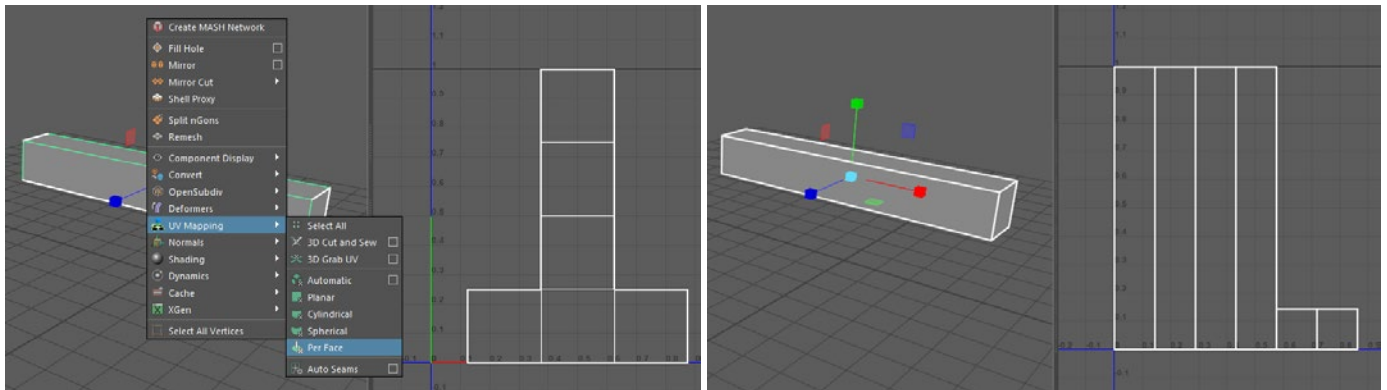 Create MASH Network
Fill Hole
Mirror
Mirror Cut
Shell Proxy
Split nGons
Remesh
Component Display
Convert
OpenSubdiv
Deformers
UV Mapping
Normals
Shading
Dynamics
Cache
XGen
Select All Vertices
Select All
3D Cut and Sew
3D Grab UV
Automatic
Planar
Cylindrical
Spherical
Per Face
Auto Seams